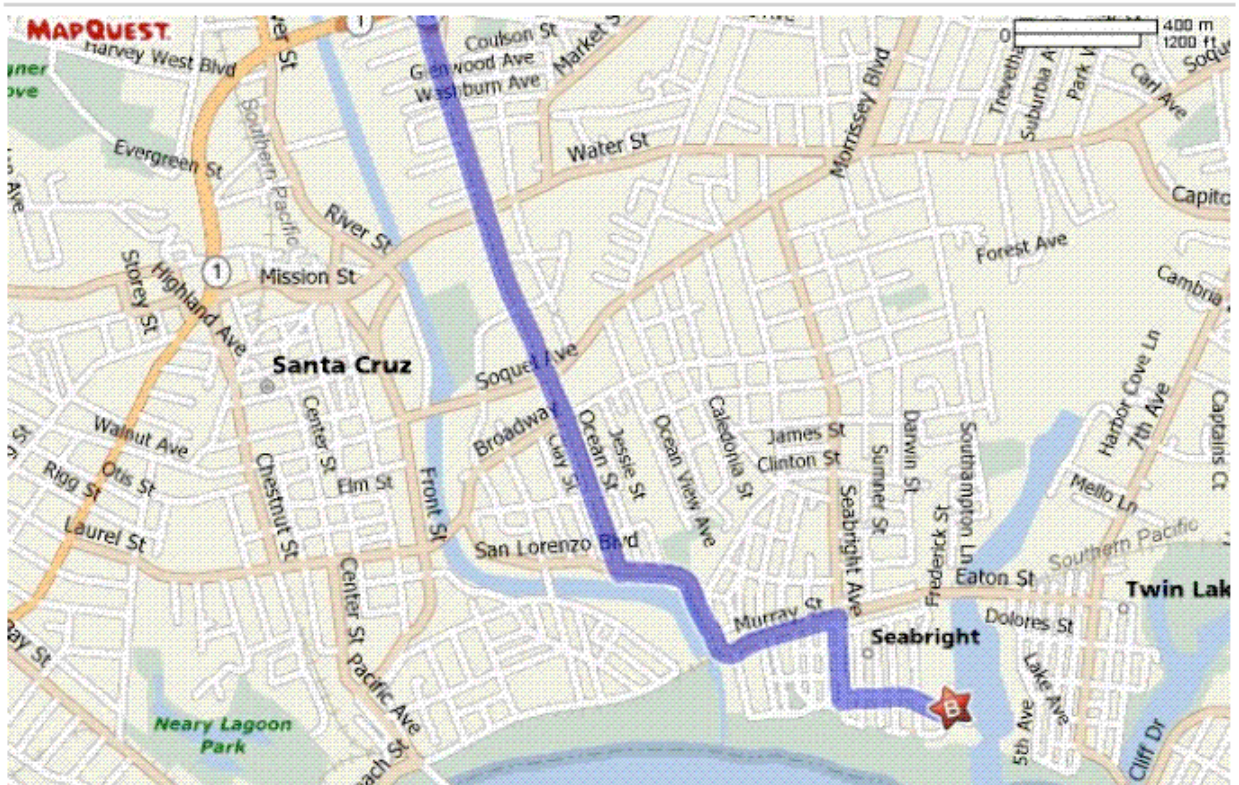 MAPQUEST
1
Coulson St
Market S
0
400 m
1200 ft
Harvey West Blvd
Glenwood Ave
Washburn Ave
Morrissey Blvd
Suburbia A
Carl Ave
Evergreen St
Southern Pacific
Water St
River St
Forest Ave
1
Mission St
Storey St
Highland Ave
Cambria
Santa Cruz
Soquel Ave
Harbor Cove Ln
7th Ave
Captains Ct
Broadway
Clay St
Ocean St
Jessie St
Ocean View Ave
Caledonia St
James St
Clinton St
Sumner St
Darwin St
Southampton Ln
Walnut Ave
Center St
Rigg St
Otis St
Elm St
Chestnut St
Front St
Mello Ln
Laurel St
San Lorenzo Blvd
Seabright Ave
Frederick St
Southern Pacific
Eaton St
Center St
Murray St
Seabright
Dolores St
Twin Lak
Bay St
Pacific Ave
Lake Ave
5th Ave
Neary Lagoon
Park
B
Cliff Dr
each St